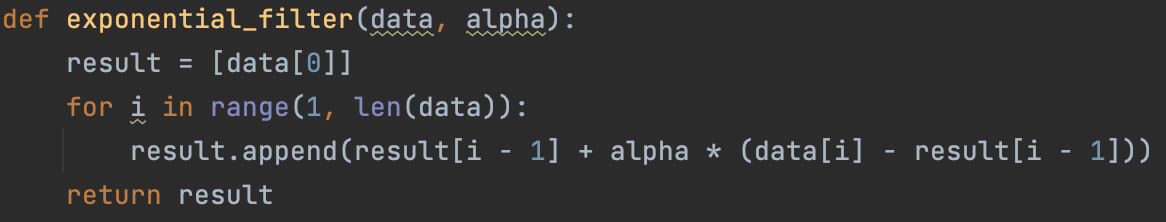 def exponential_filter(data, alpha):
    result = [data[0]]
    for i in range(1, len(data)):
        result.append(result[i - 1] + alpha * (data[i] - result[i - 1]))
    return result